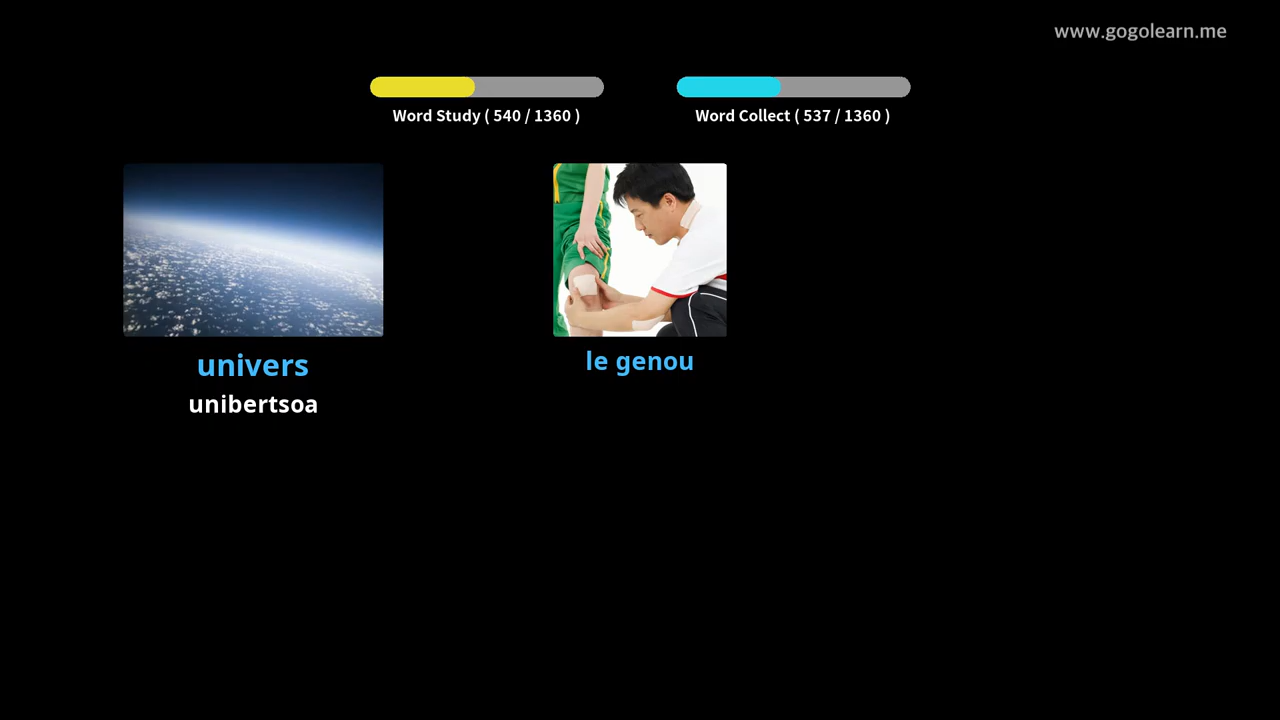 www.gogolearn.me
Word Study ( 540 / 1360 )
Word Collect ( 537 / 1360 )
univers
unibertsoa
le genou